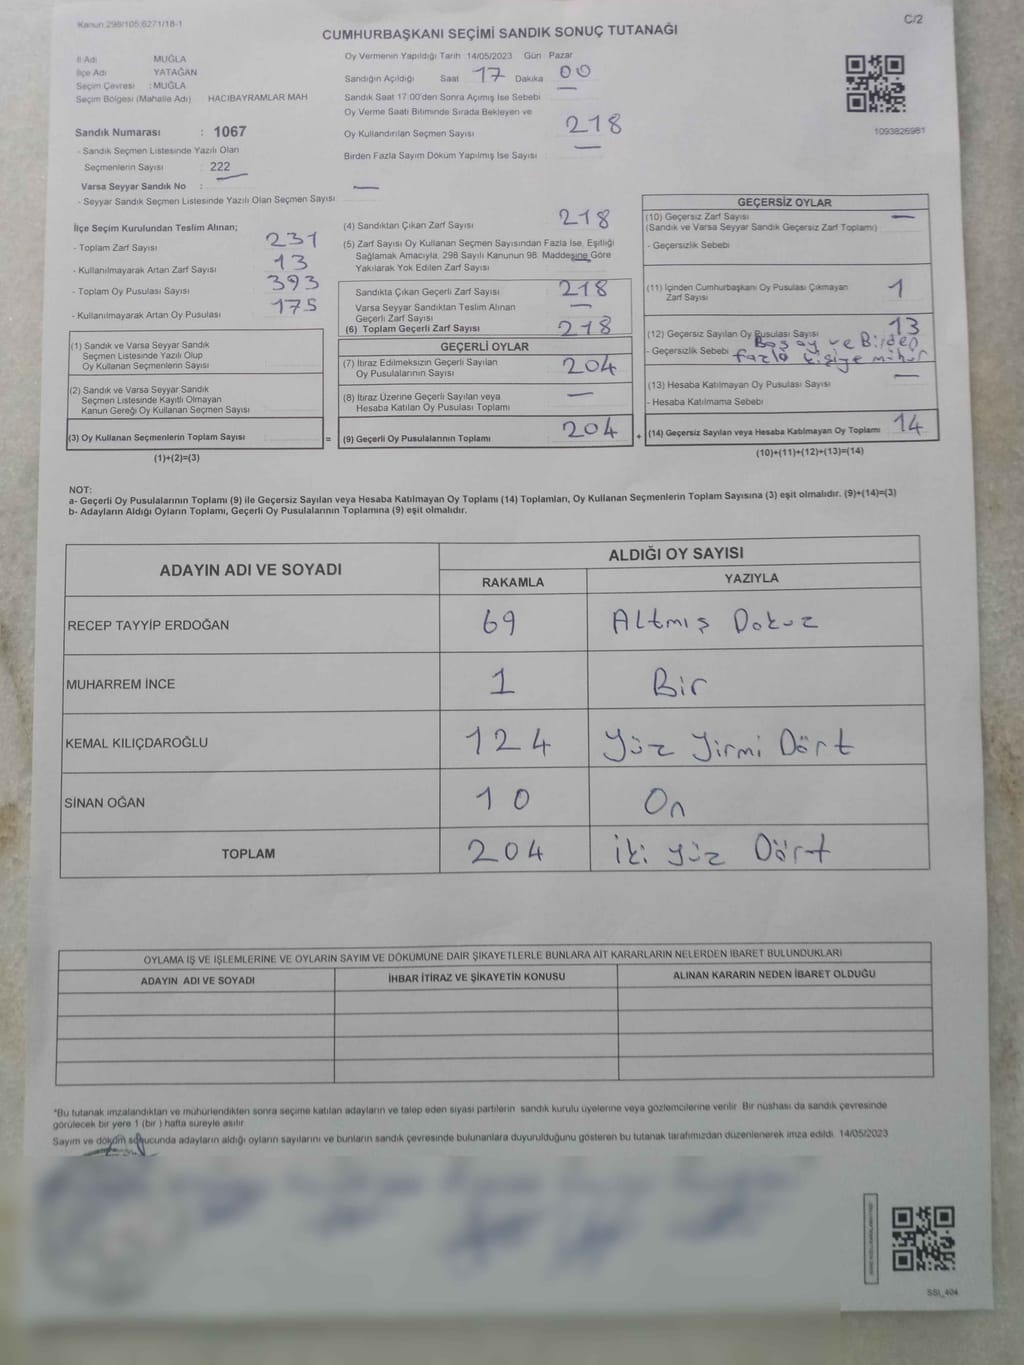 Kanun:298/105;6271/18-1
C/2
CUMHURBAŞKANI SEÇİMİ SANDIK SONUÇ TUTANAĞI
İl Adı MUĞLA
İlçe Adı YATAĞAN
Seçim Çevresi : MUĞLA
Seçim Bölgesi (Mahalle Adı) HACIBAYRAMLAR MAH
Sandık Numarası : 1067
- Sandık Seçmen Listesinde Yazılı Olan
Seçmenlerin Sayısı : 222
Varsa Seyyar Sandık No : —
- Seyyar Sandık Seçmen Listesinde Yazılı Olan Seçmen Sayısı
Oy Vermenin Yapıldığı Tarih 14/05/2023 Gün : Pazar
Sandığın Açıldığı Saat 17 Dakika 00
Sandık Saat 17:00'den Sonra Açımış İse Sebebi —
Oy Verme Saati Bitiminde Sırada Bekleyen ve
Oy Kullandırılan Seçmen Sayısı 218
Birden Fazla Sayım Döküm Yapılmış İse Sayısı —
1093826981
İlçe Seçim Kurulundan Teslim Alınan;
- Toplam Zarf Sayısı 231
- Kullanılmayarak Artan Zarf Sayısı 13
- Toplam Oy Pusulası Sayısı 393
- Kullanılmayarak Artan Oy Pusulası 175
(1) Sandık ve Varsa Seyyar Sandık
Seçmen Listesinde Yazılı Olup
Oy Kullanan Seçmenlerin Sayısı
(2) Sandık ve Varsa Seyyar Sandık
Seçmen Listesinde Kayıtlı Olmayan
Kanun Gereği Oy Kullanan Seçmen Sayısı
(3) Oy Kullanan Seçmenlerin Toplam Sayısı =
(1)+(2)=(3)
(4) Sandıktan Çıkan Zarf Sayısı 218
(5) Zarf Sayısı Oy Kullanan Seçmen Sayısından Fazla İse, Eşitliği
Sağlamak Amacıyla, 298 Sayılı Kanunun 98. Maddesine Göre
Yakılarak Yok Edilen Zarf Sayısı —
Sandıkta Çıkan Geçerli Zarf Sayısı 218
Varsa Seyyar Sandıktan Teslim Alınan
Geçerli Zarf Sayısı —
(6) Toplam Geçerli Zarf Sayısı 218
GEÇERLİ OYLAR
(7) İtiraz Edilmeksizin Geçerli Sayılan
Oy Pusulalarının Sayısı 204
(8) İtiraz Üzerine Geçerli Sayılan veya
Hesaba Katılan Oy Pusulası Toplamı —
(9) Geçerli Oy Pusulalarının Toplamı 204 +
GEÇERSİZ OYLAR
(10) Geçersiz Zarf Sayısı —
(Sandık ve Varsa Seyyar Sandık Geçersiz Zarf Toplamı)
- Geçersizlik Sebebi
(11) İçinden Cumhurbaşkanı Oy Pusulası Çıkmayan 1
Zarf Sayısı
(12) Geçersiz Sayılan Oy Pusulası Sayısı 13
Boş oy ve Birden
- Geçersizlik Sebebi fazla kişiye mühür
(13) Hesaba Katılmayan Oy Pusulası Sayısı —
- Hesaba Katılmama Sebebi
(14) Geçersiz Sayılan veya Hesaba Katılmayan Oy Toplamı 14
(10)+(11)+(12)+(13)=(14)
NOT:
a- Geçerli Oy Pusulalarının Toplamı (9) ile Geçersiz Sayılan veya Hesaba Katılmayan Oy Toplamı (14) Toplamları, Oy Kullanan Seçmenlerin Toplam Sayısına (3) eşit olmalıdır. (9)+(14)=(3)
b- Adayların Aldığı Oyların Toplamı, Geçerli Oy Pusulalarının Toplamına (9) eşit olmalıdır.
ADAYIN ADI VE SOYADI
ALDIĞI OY SAYISI
RAKAMLA YAZIYLA
RECEP TAYYİP ERDOĞAN 69 Altmış Dokuz
MUHARREM İNCE 1 Bir
KEMAL KILIÇDAROĞLU 124 Yüz Yirmi Dört
SİNAN OĞAN 10 On
TOPLAM 204 İki yüz Dört
OYLAMA İŞ VE İŞLEMLERİNE VE OYLARIN SAYIM VE DÖKÜMÜNE DAİR ŞİKAYETLERLE BUNLARA AİT KARARLARIN NELERDEN İBARET BULUNDUKLARI
ADAYIN ADI VE SOYADI İHBAR İTİRAZ VE ŞİKAYETİN KONUSU ALINAN KARARIN NEDEN İBARET OLDUĞU
*Bu tutanak imzalandıktan ve mühürlendikten sonra seçime katılan adayların ve talep eden siyasi partilerin sandık kurulu üyelerine veya gözlemcilerine verilir. Bir nüshası da sandık çevresinde
görülecek bir yere 1 (bir ) hafta süreyle asılır.
Sayım ve döküm sonucunda adayların aldığı oyların sayılarını ve bunların sandık çevresinde bulunanlara duyurulduğunu gösteren bu tutanak tarafımızdan düzenlenerek imza edildi. 14/05/2023
SSI_404